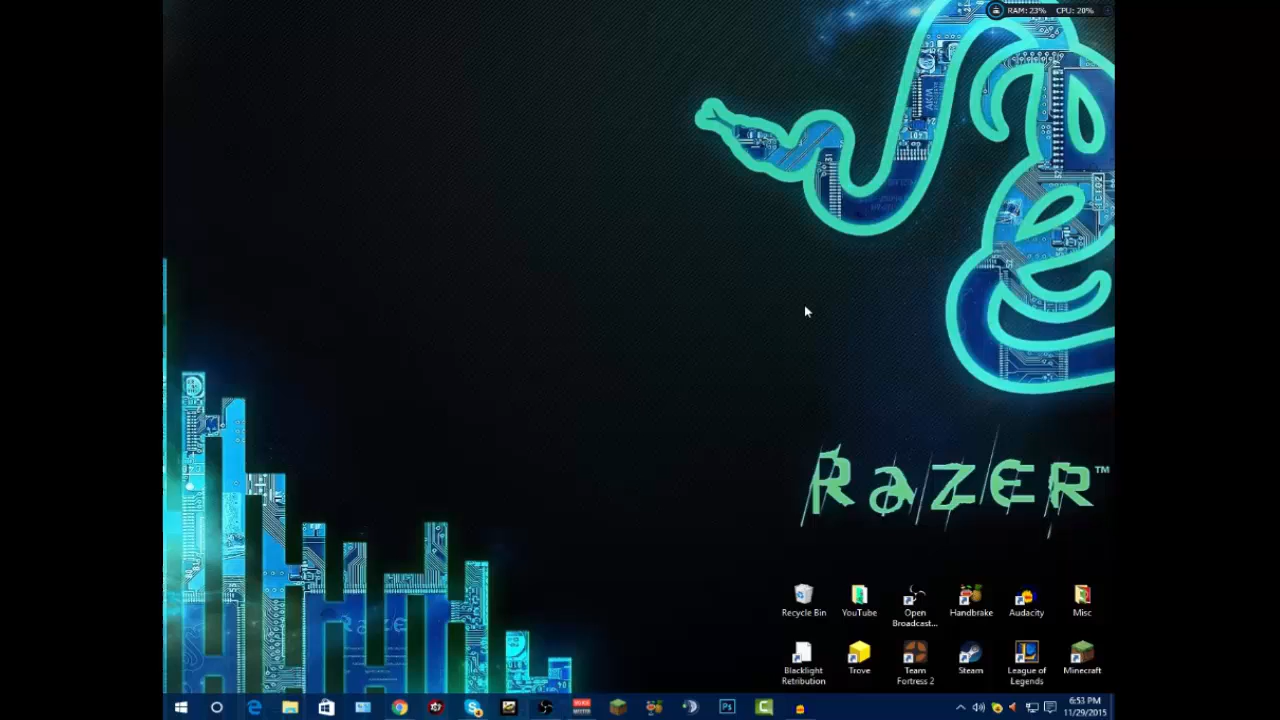 RAM: 23% CPU: 20%
RAZER™
Recycle Bin YouTube Open Broadcast... Handbrake Audacity Misc
Blacklight Retribution Trove Team Fortress 2 Steam League of Legends Minecraft
6:53 PM
11/29/2015